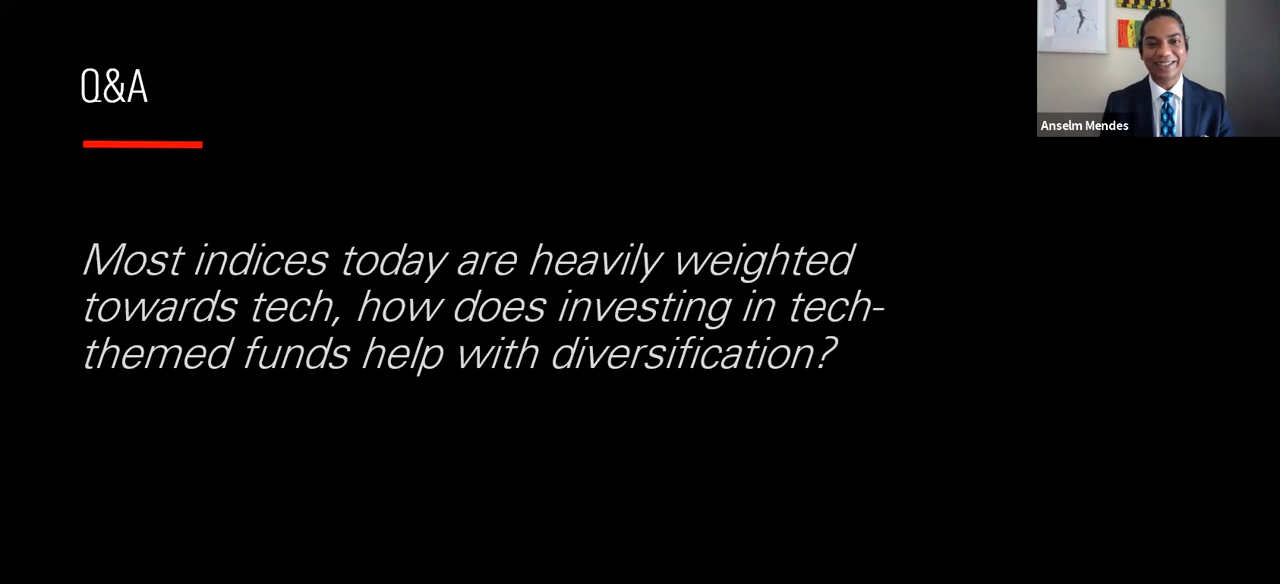 Q&A
Anselm Mendes
Most indices today are heavily weighted
towards tech, how does investing in tech-
themed funds help with diversification?